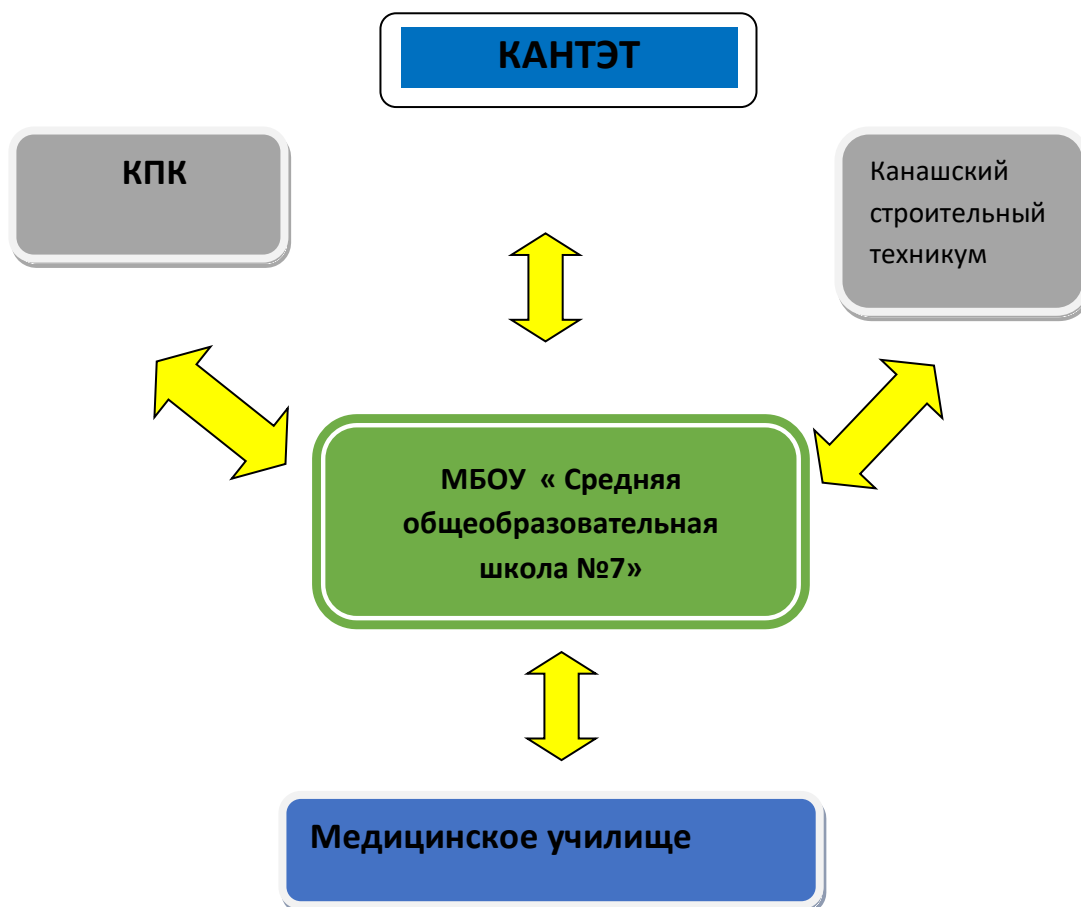 КАНТЭТ
КПК
Канашский
строительный
техникум
МБОУ « Средняя
общеобразовательная
школа №7»
Медицинское училище